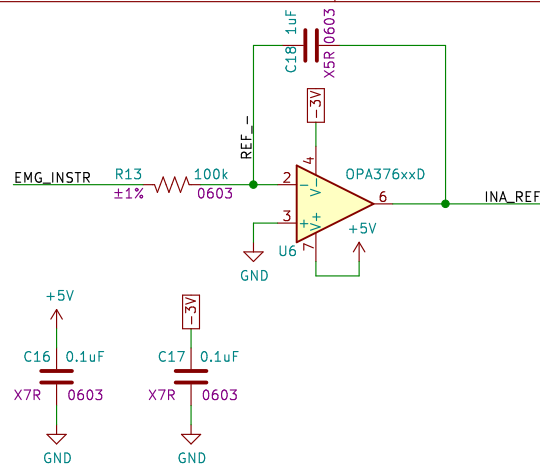 C18 1uF
X5R 0603
-3V
REF_-
EMG_INSTR
R13 100k
±1% 0603
2
4
-
V-
OPA376xxD
6
INA_REF
3
+
V+
7
U6
+5V
GND
+5V
-3V
C16 0.1uF
X7R 0603
C17 0.1uF
X7R 0603
GND
GND